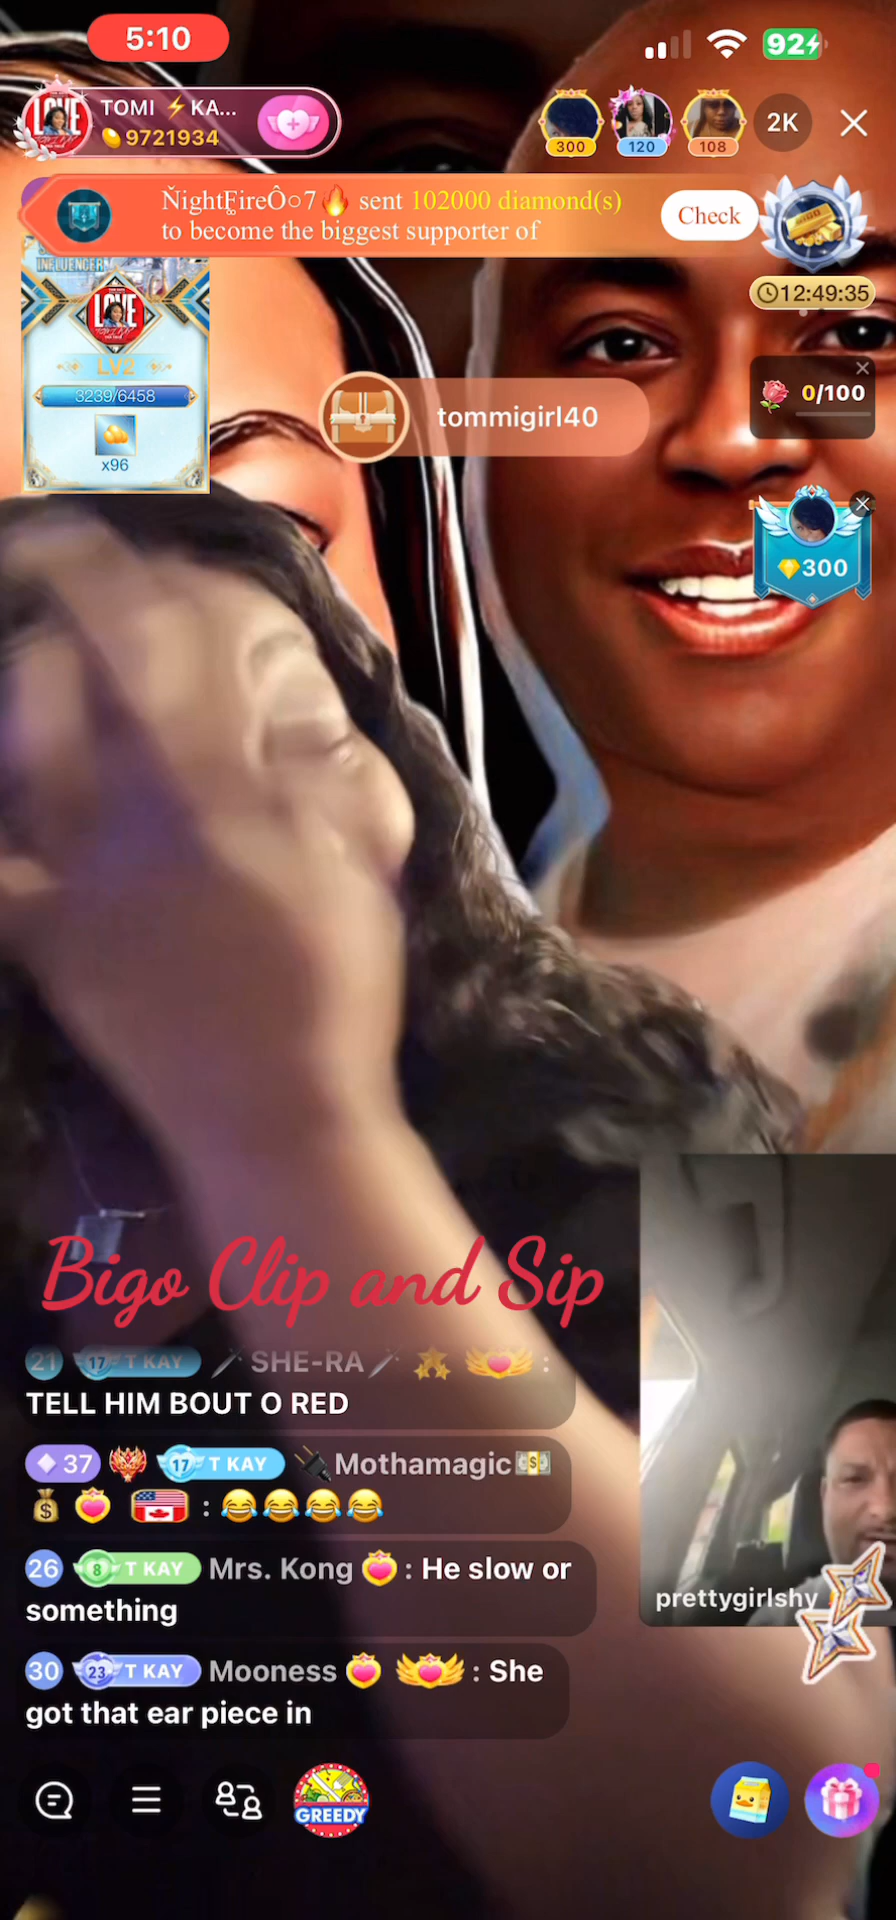 5:10
92
TOMI ⚡KA...
9721934
300
120
108
2K
ŇightF̤ireÔ○7🔥 sent 102000 diamond(s)
to become the biggest supporter of
Check
INFLUENCER
LOVE
LV2
3239/6458
x96
12:49:35
tommigirl40
0/100
300
Bigo Clip and Sip
21 17 T KAY SHE-RA :
TELL HIM BOUT O RED
37 17 T KAY 🔌Mothamagic💵
💰 : 😂😂😂😂
26 8 T KAY Mrs. Kong : He slow or
something
30 23 T KAY Mooness : She
got that ear piece in
prettygirlshy
GREEDY